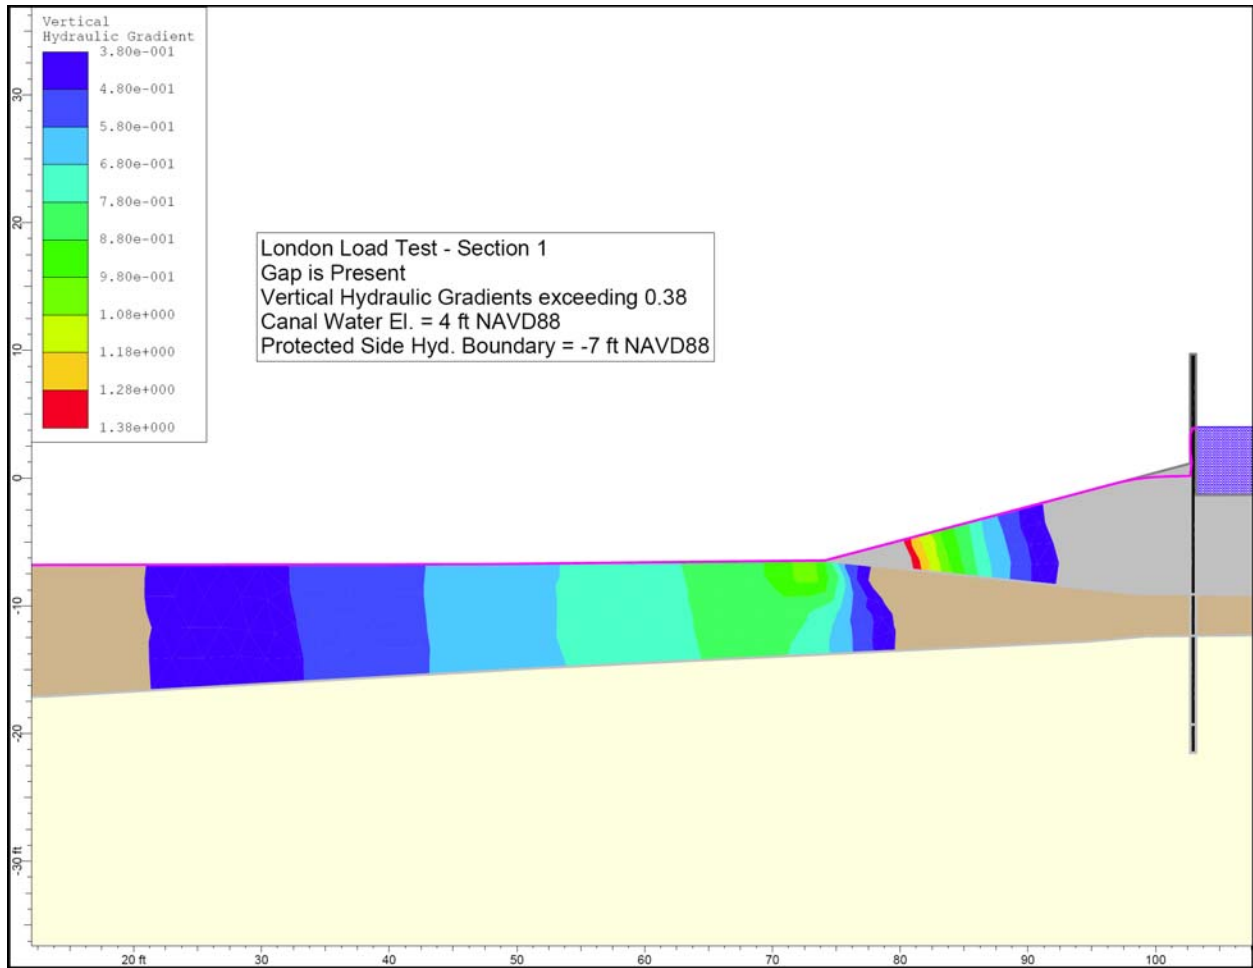 Vertical
Hydraulic Gradient
3.80e-001
4.80e-001
5.80e-001
6.80e-001
7.80e-001
8.80e-001
9.80e-001
1.08e+000
1.18e+000
1.28e+000
1.38e+000
London Load Test - Section 1
Gap is Present
Vertical Hydraulic Gradients exceeding 0.38
Canal Water El. = 4 ft NAVD88
Protected Side Hyd. Boundary = -7 ft NAVD88
30
20
10
0
-10
-20
-30 ft
20 ft
30
40
50
60
70
80
90
100